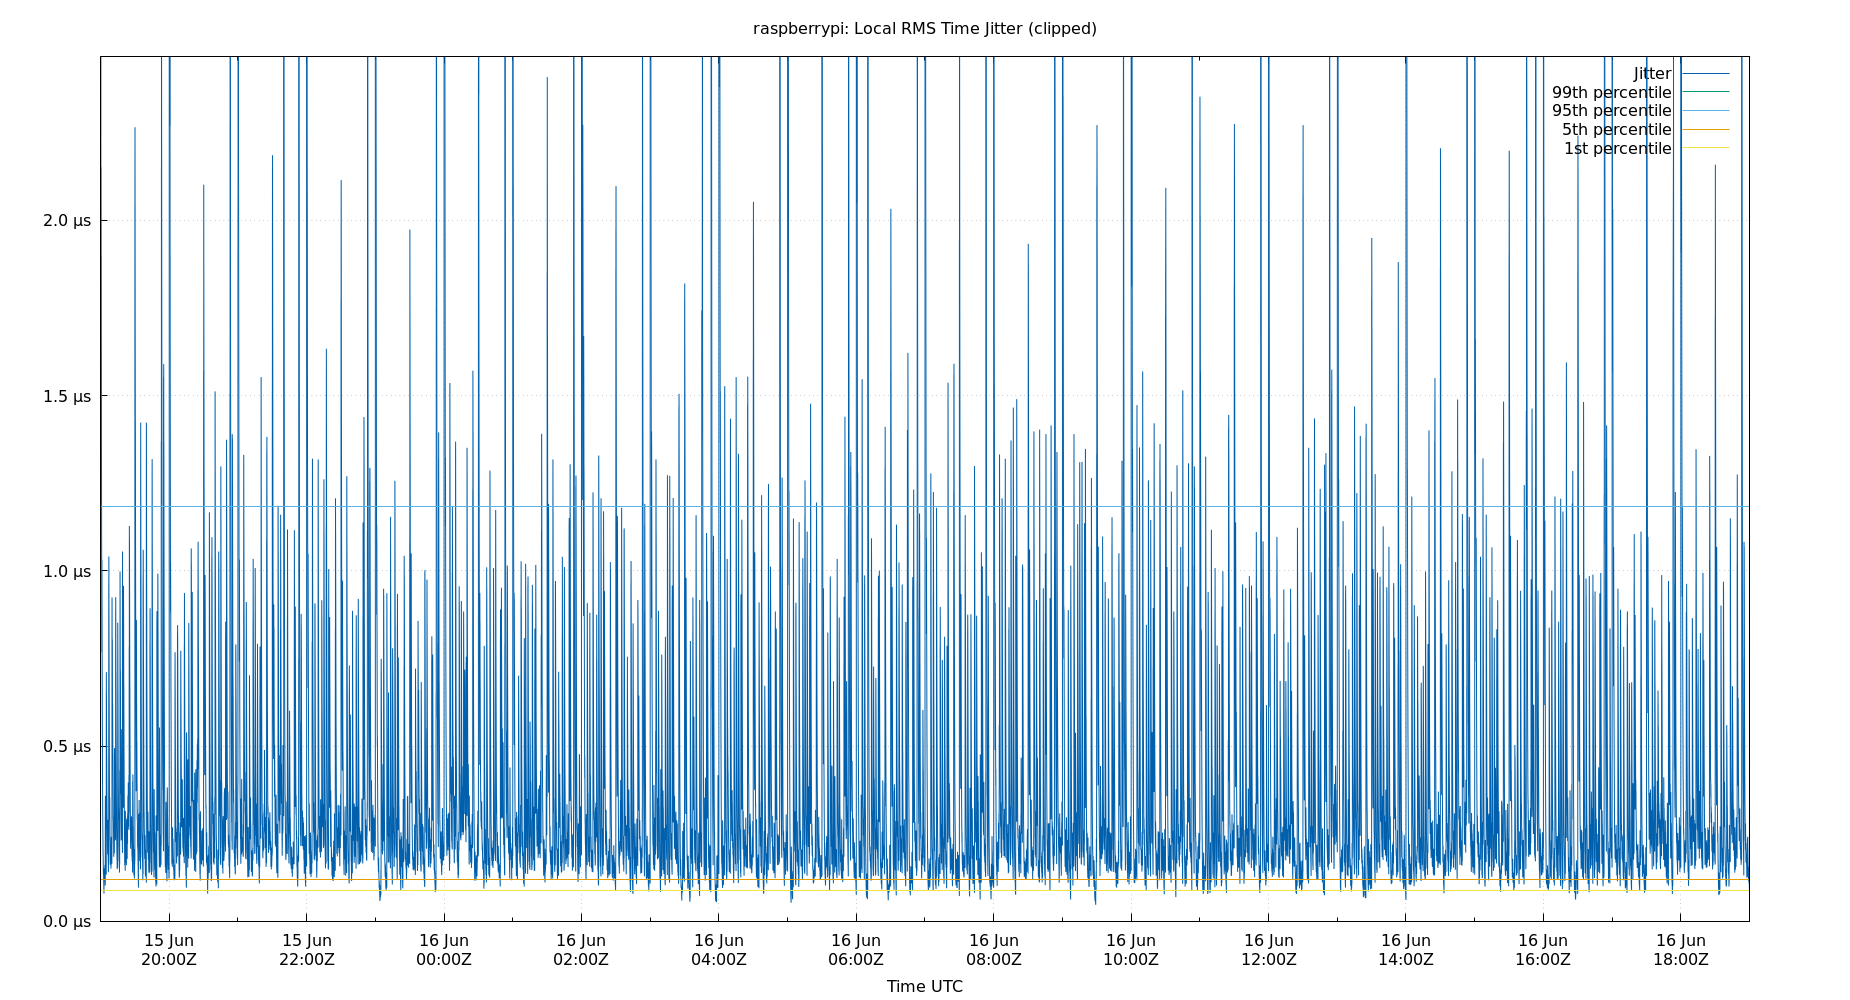 raspberrypi: Local RMS Time Jitter (clipped)
Jitter
99th percentile
95th percentile
5th percentile
1st percentile
2.0 µs
1.5 µs
1.0 µs
0.5 µs
0.0 µs
15 Jun 15 Jun 16 Jun 16 Jun 16 Jun 16 Jun 16 Jun 16 Jun 16 Jun 16 Jun 16 Jun 16 Jun
20:00Z 22:00Z 00:00Z 02:00Z 04:00Z 06:00Z 08:00Z 10:00Z 12:00Z 14:00Z 16:00Z 18:00Z
Time UTC